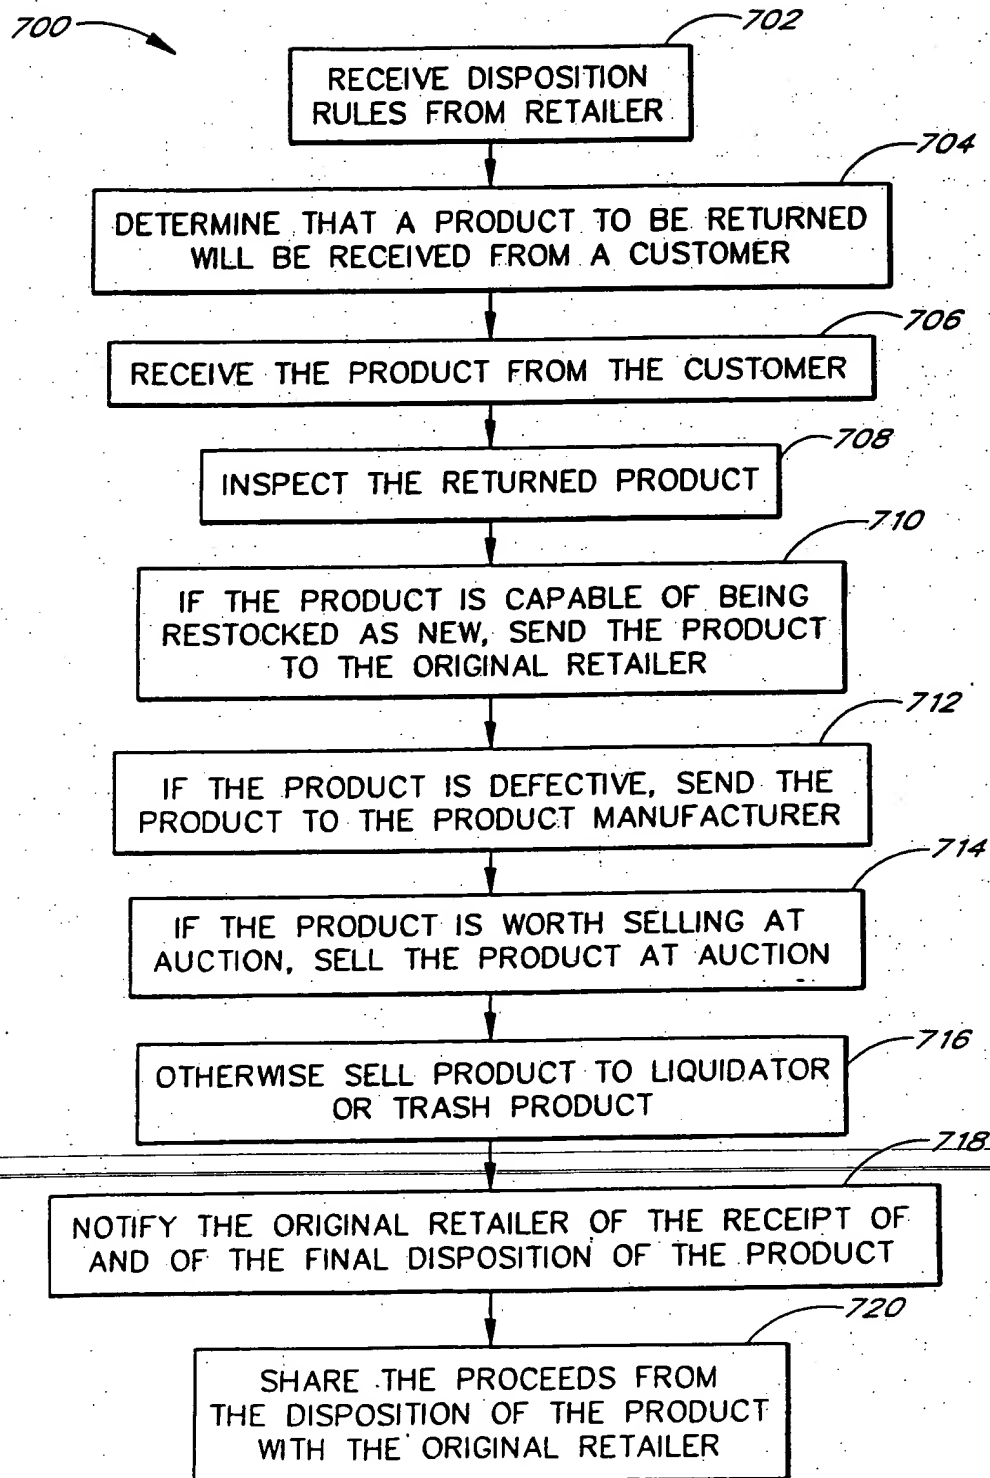 700
702
RECEIVE DISPOSITION
RULES FROM RETAILER
704
DETERMINE THAT A PRODUCT TO BE RETURNED
WILL BE RECEIVED FROM A CUSTOMER
706
RECEIVE THE PRODUCT FROM THE CUSTOMER
708
INSPECT THE RETURNED PRODUCT
710
IF THE PRODUCT IS CAPABLE OF BEING
RESTOCKED AS NEW, SEND THE PRODUCT
TO THE ORIGINAL RETAILER
712
IF THE PRODUCT IS DEFECTIVE, SEND THE
PRODUCT TO THE PRODUCT MANUFACTURER
714
IF THE PRODUCT IS WORTH SELLING AT
AUCTION, SELL THE PRODUCT AT AUCTION
716
OTHERWISE SELL PRODUCT TO LIQUIDATOR
OR TRASH PRODUCT
718
NOTIFY THE ORIGINAL RETAILER OF THE RECEIPT OF
AND OF THE FINAL DISPOSITION OF THE PRODUCT
720
SHARE THE PROCEEDS FROM
THE DISPOSITION OF THE PRODUCT
WITH THE ORIGINAL RETAILER